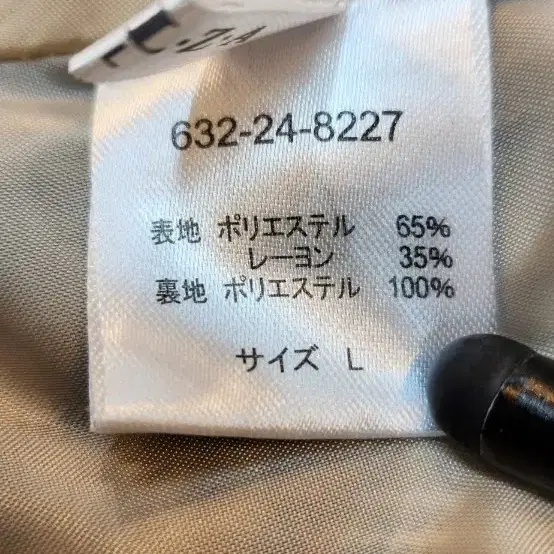 632-24-8227
表地 ポリエステル 65%
レーヨン 35%
裏地 ポリエステル 100%
サイズ L